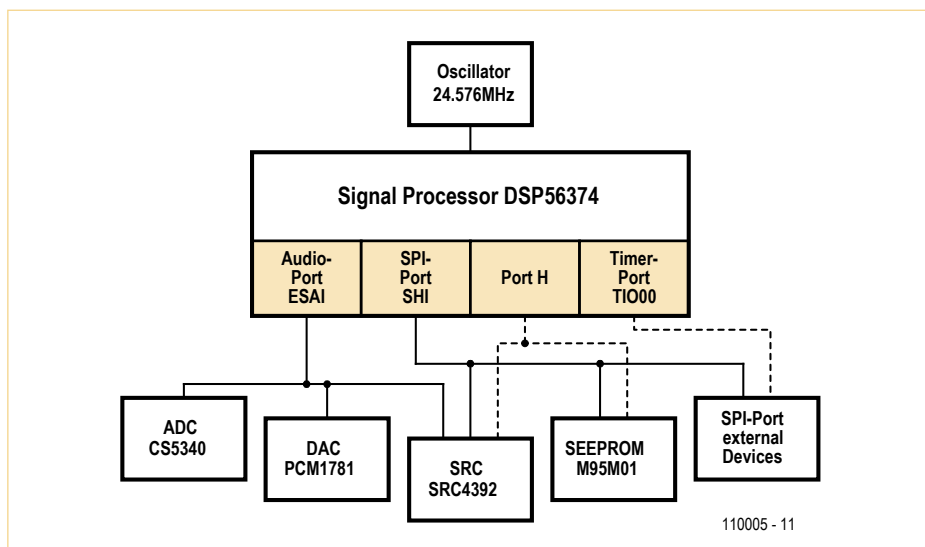 Oscillator
24.576MHz
Signal Processor DSP56374
Audio-
Port
ESAI
SPI-
Port
SHI
Port H
Timer-
Port
TIO00
ADC
CS5340
DAC
PCM1781
SRC
SRC4392
SEEPROM
M95M01
SPI-Port
external
Devices
110005 - 11